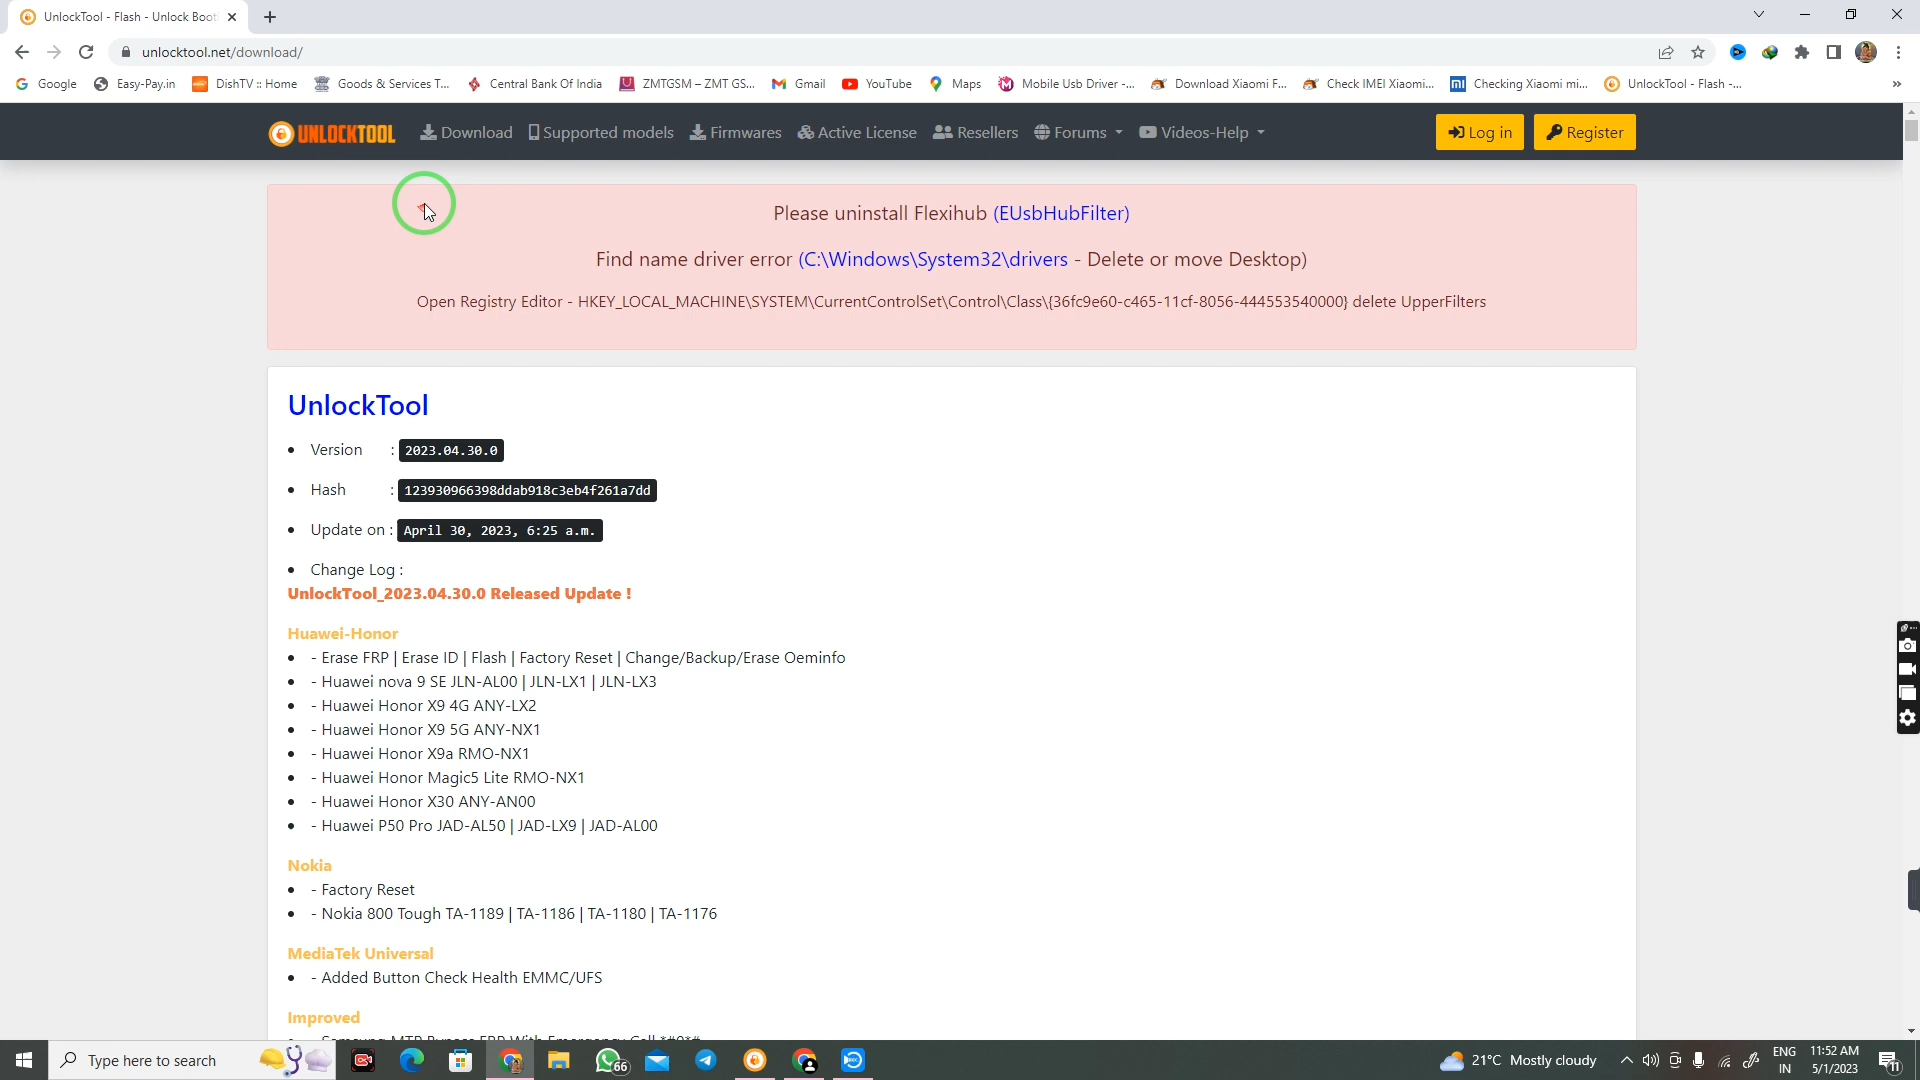 UnlockTool - Flash - Unlock Boot
unlocktool.net/download/
Google
Easy-Pay.in
DishTV :: Home
Goods & Services T...
Central Bank Of India
ZMTGSM – ZMT GS...
Gmail
YouTube
Maps
Mobile Usb Driver -...
Download Xiaomi F...
Check IMEI Xiaomi...
Checking Xiaomi mi...
UnlockTool - Flash -...
»
UNLOCKTOOL
Download
Supported models
Firmwares
Active License
Resellers
Forums
Videos-Help
Log in
Register
Please uninstall Flexihub (EUsbHubFilter)
Find name driver error (C:\Windows\System32\drivers - Delete or move Desktop)
Open Registry Editor - HKEY_LOCAL_MACHINE\SYSTEM\CurrentControlSet\Control\Class\{36fc9e60-c465-11cf-8056-444553540000} delete UpperFilters
UnlockTool
Version : 2023.04.30.0
Hash : 123930966398ddab918c3eb4f261a7dd
Update on : April 30, 2023, 6:25 a.m.
Change Log :
UnlockTool_2023.04.30.0 Released Update !
Huawei-Honor
- Erase FRP | Erase ID | Flash | Factory Reset | Change/Backup/Erase Oeminfo
- Huawei nova 9 SE JLN-AL00 | JLN-LX1 | JLN-LX3
- Huawei Honor X9 4G ANY-LX2
- Huawei Honor X9 5G ANY-NX1
- Huawei Honor X9a RMO-NX1
- Huawei Honor Magic5 Lite RMO-NX1
- Huawei Honor X30 ANY-AN00
- Huawei P50 Pro JAD-AL50 | JAD-LX9 | JAD-AL00
Nokia
- Factory Reset
- Nokia 800 Tough TA-1189 | TA-1186 | TA-1180 | TA-1176
MediaTek Universal
- Added Button Check Health EMMC/UFS
Improved
- Samsung MTP Bypass FRP With Emergency Call *#0*#
Type here to search
66
21°C Mostly cloudy
ENG
IN
11:52 AM
5/1/2023
11